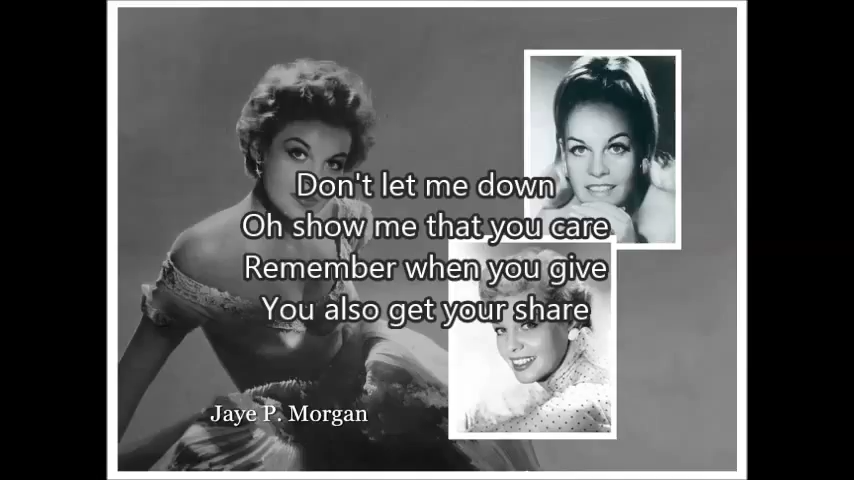 Don't let me down
Oh show me that you care
Remember when you give
You also get your share
Jaye P. Morgan